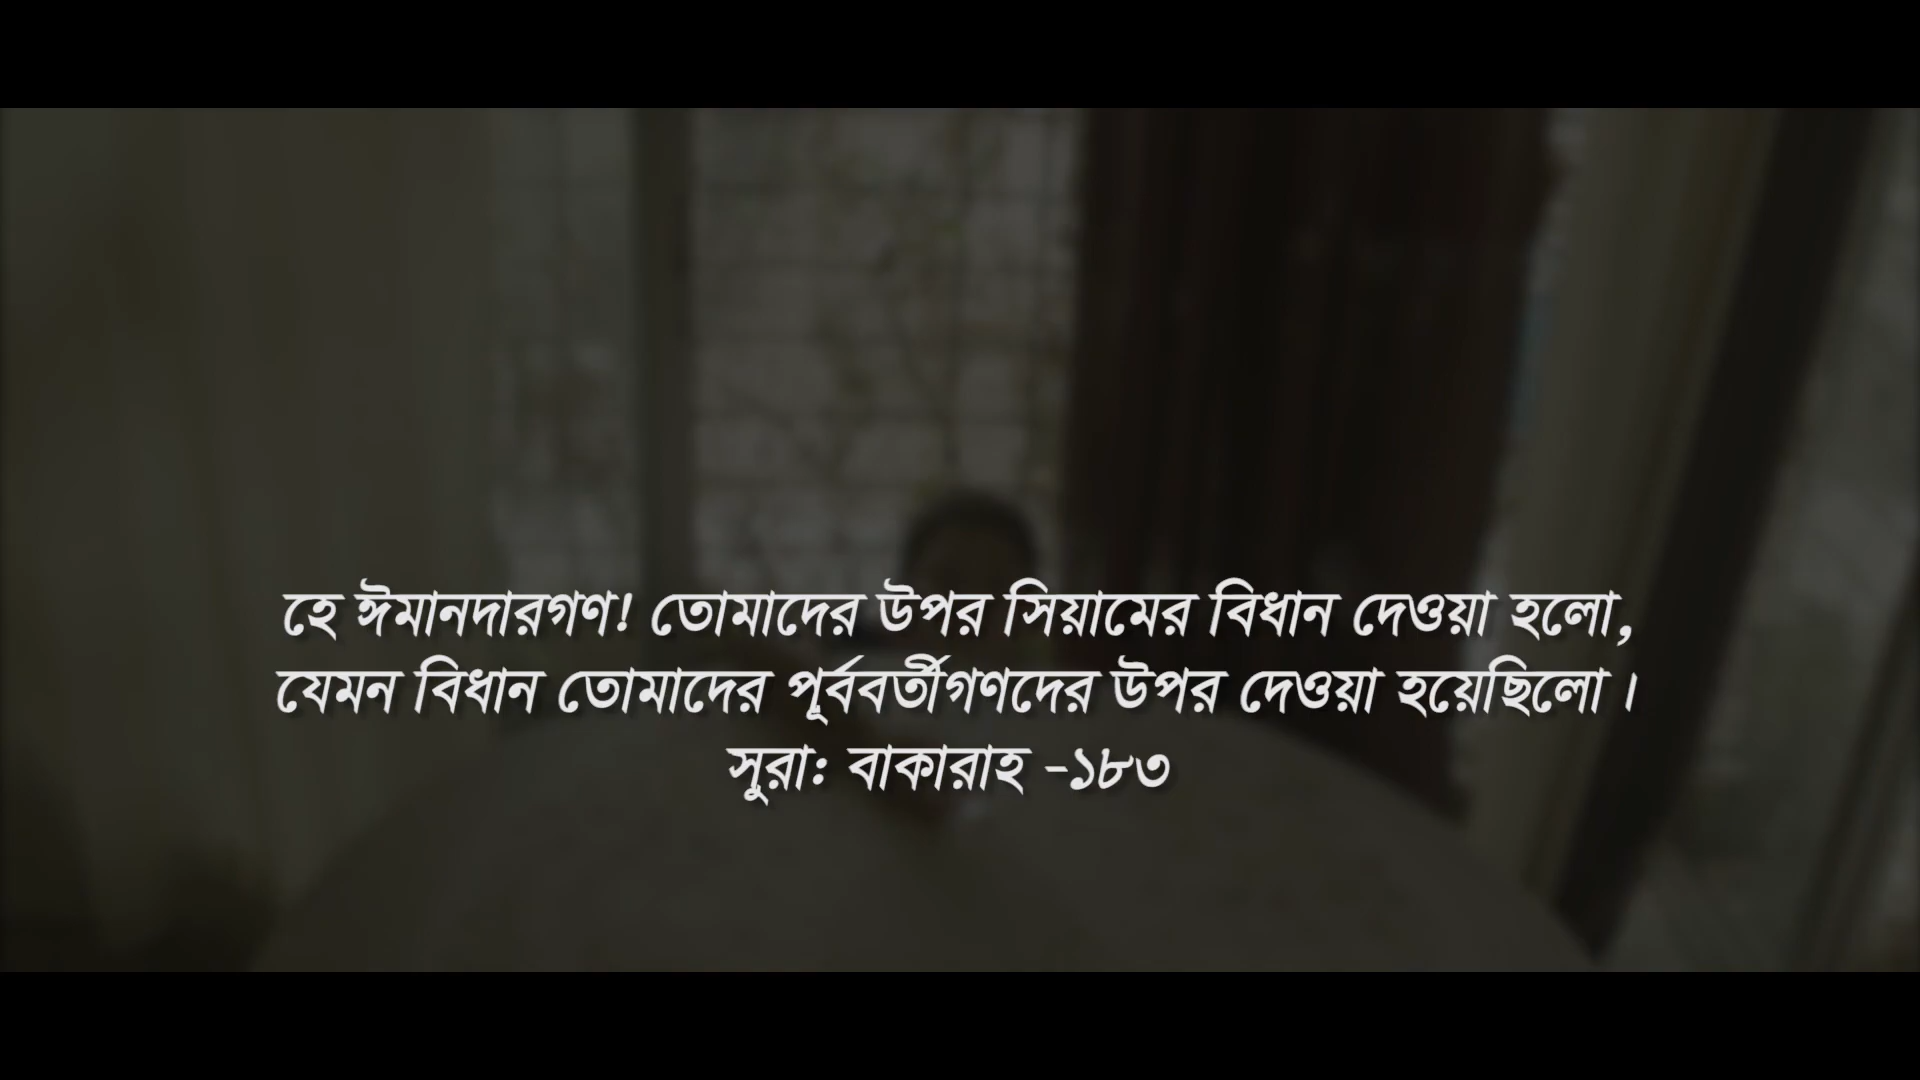 হে ঈমানদারগণ! তোমাদের উপর সিয়ামের বিধান দেওয়া হলো,
যেমন বিধান তোমাদের পূর্ববর্তীগণদের উপর দেওয়া হয়েছিলো।
সুরা: বাকারাহ -১৮৩